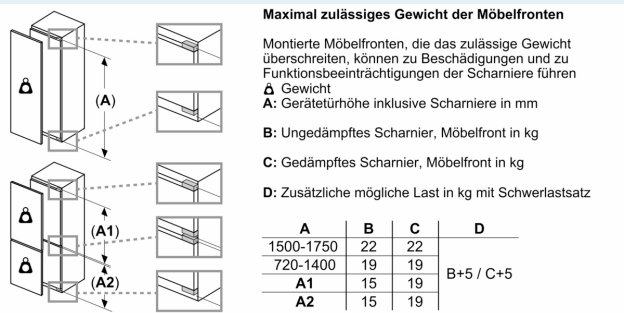 Maximal zulässiges Gewicht der Möbelfronten
Montierte Möbelfronten, die das zulässige Gewicht
überschreiten, können zu Beschädigungen und zu
Funktionsbeeinträchtigungen der Scharniere führen
Gewicht
A: Gerätetürhöhe inklusive Scharniere in mm
B: Ungedämpftes Scharnier, Möbelfront in kg
C: Gedämpftes Scharnier, Möbelfront in kg
D: Zusätzliche mögliche Last in kg mit Schwerlastsatz
A B C D
1500-1750 22 22
720-1400 19 19
B+5 / C+5
A1 15 19
A2 15 19
(A)
(A1)
(A2)